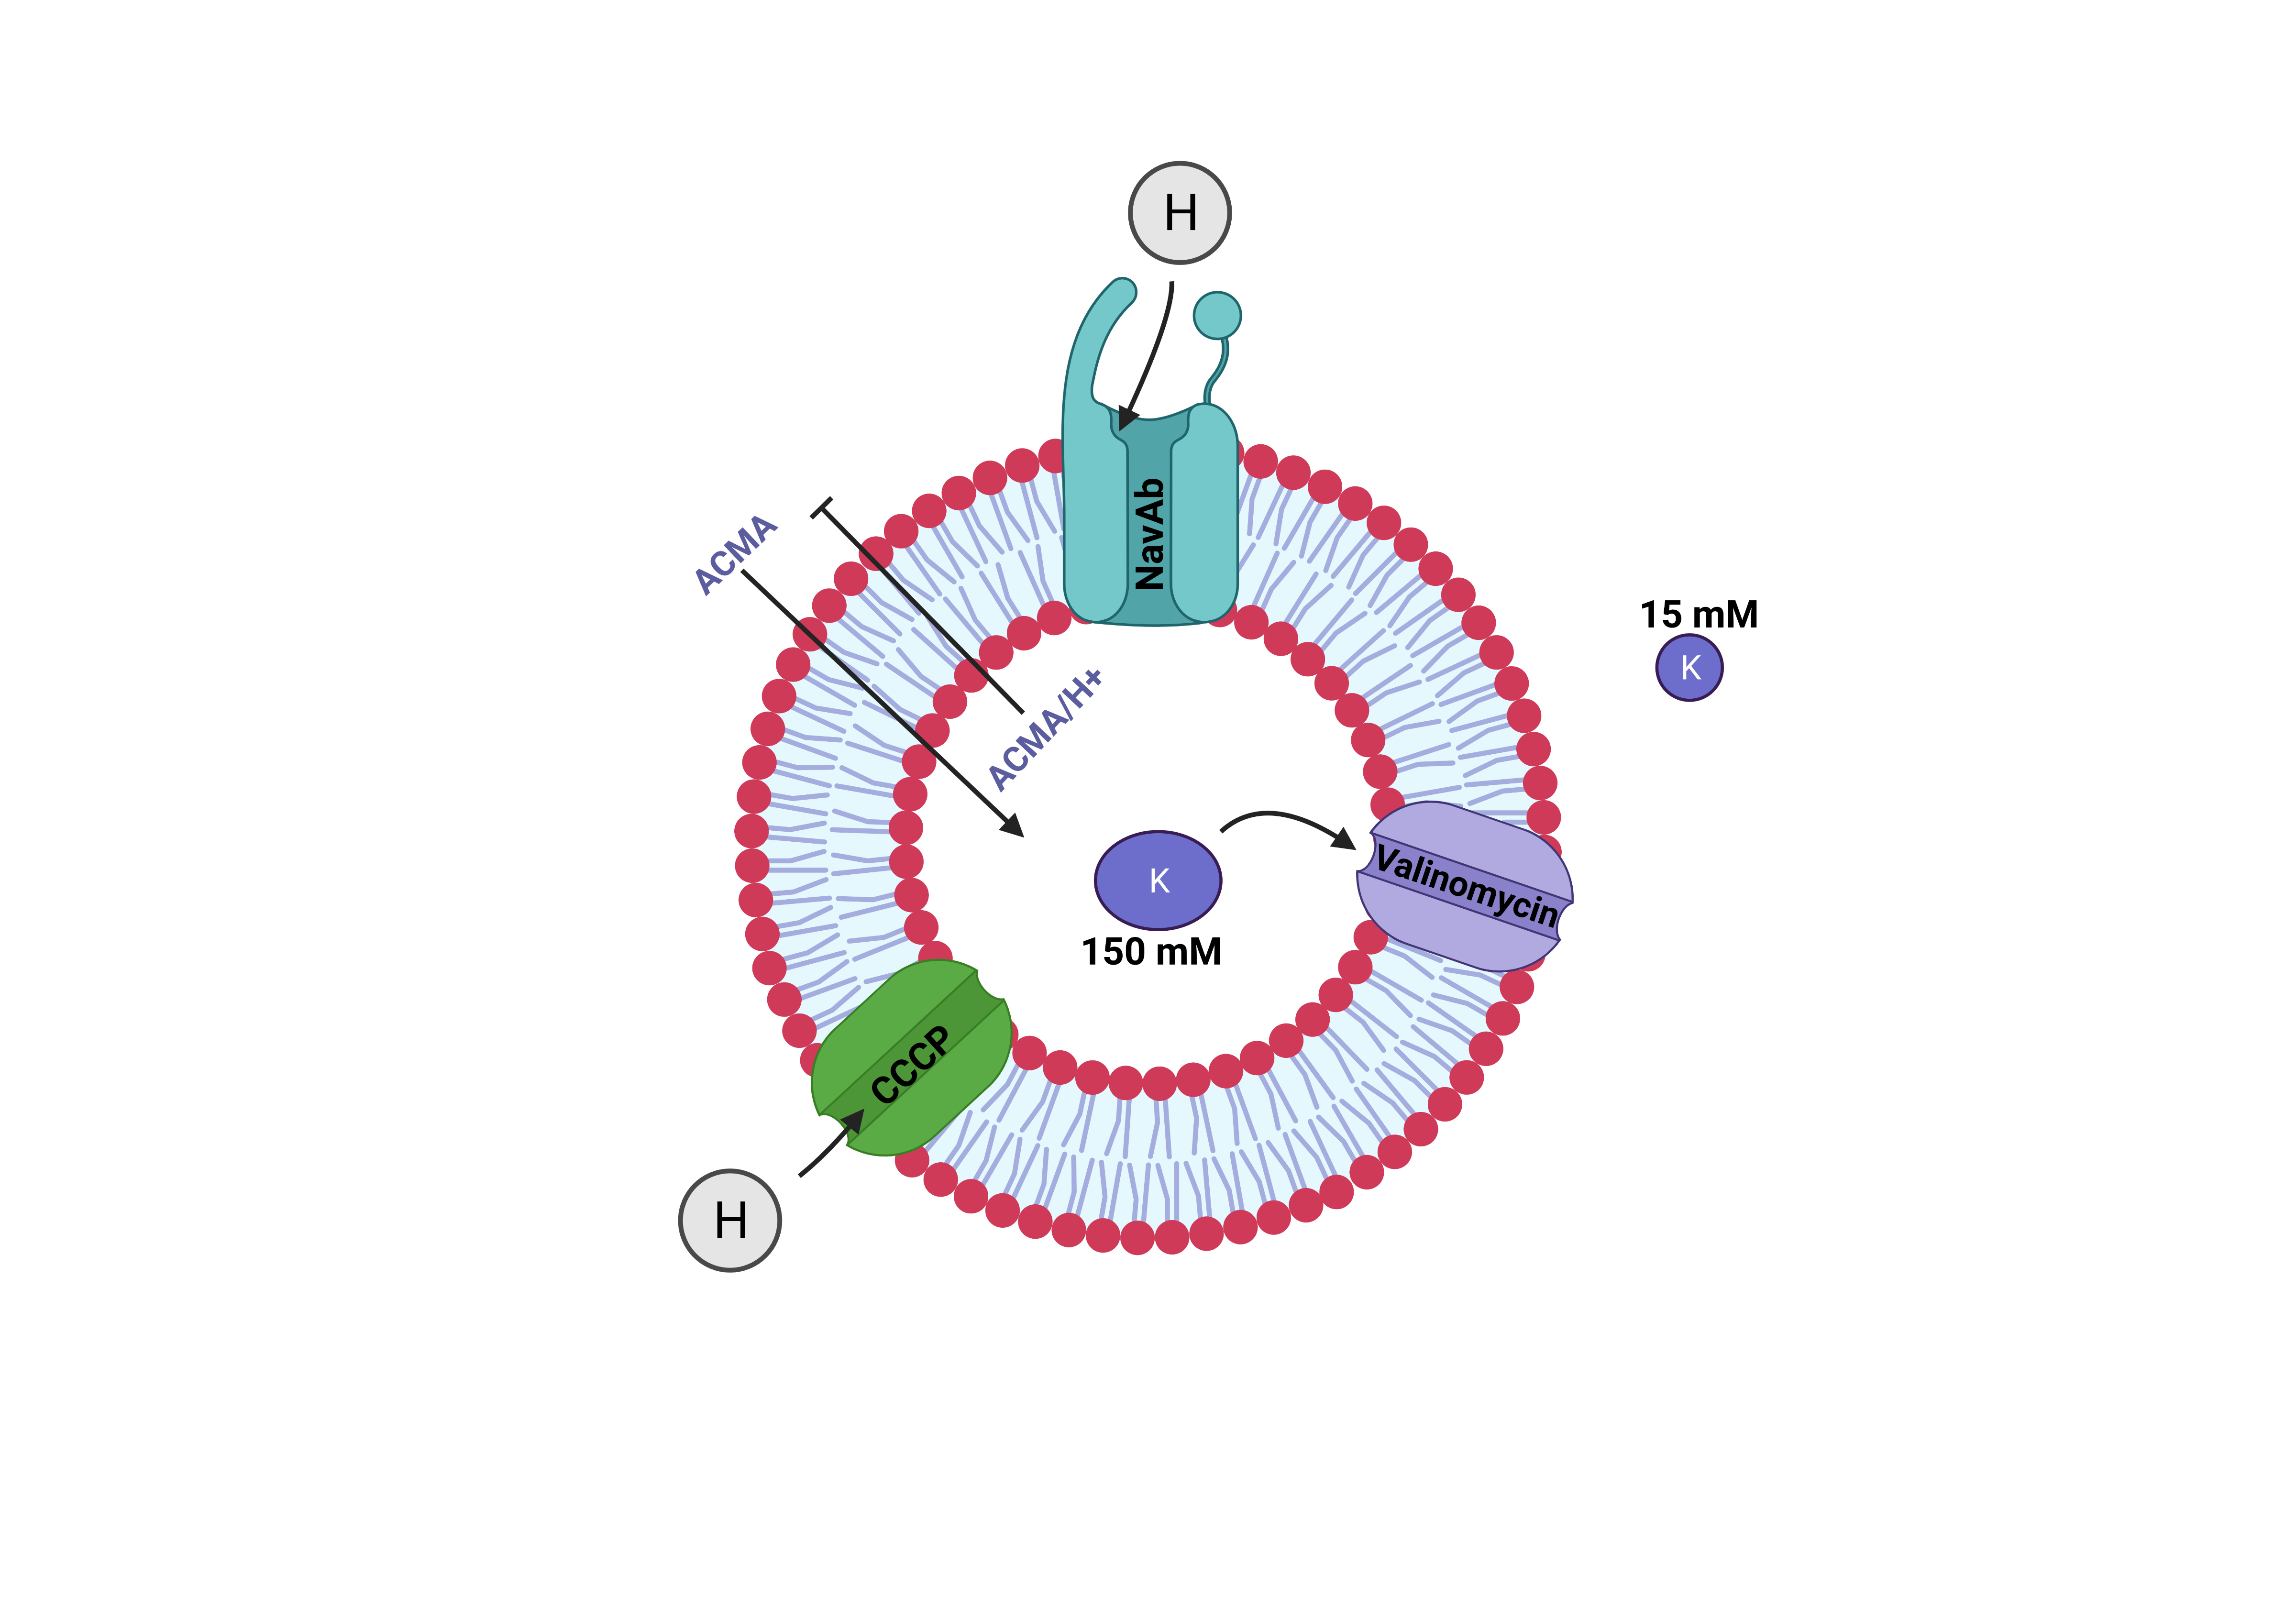 H
NavAb
ACMA
ACMA/H+
15 mM
K
K
150 mM
Valinomycin
CCCP
H